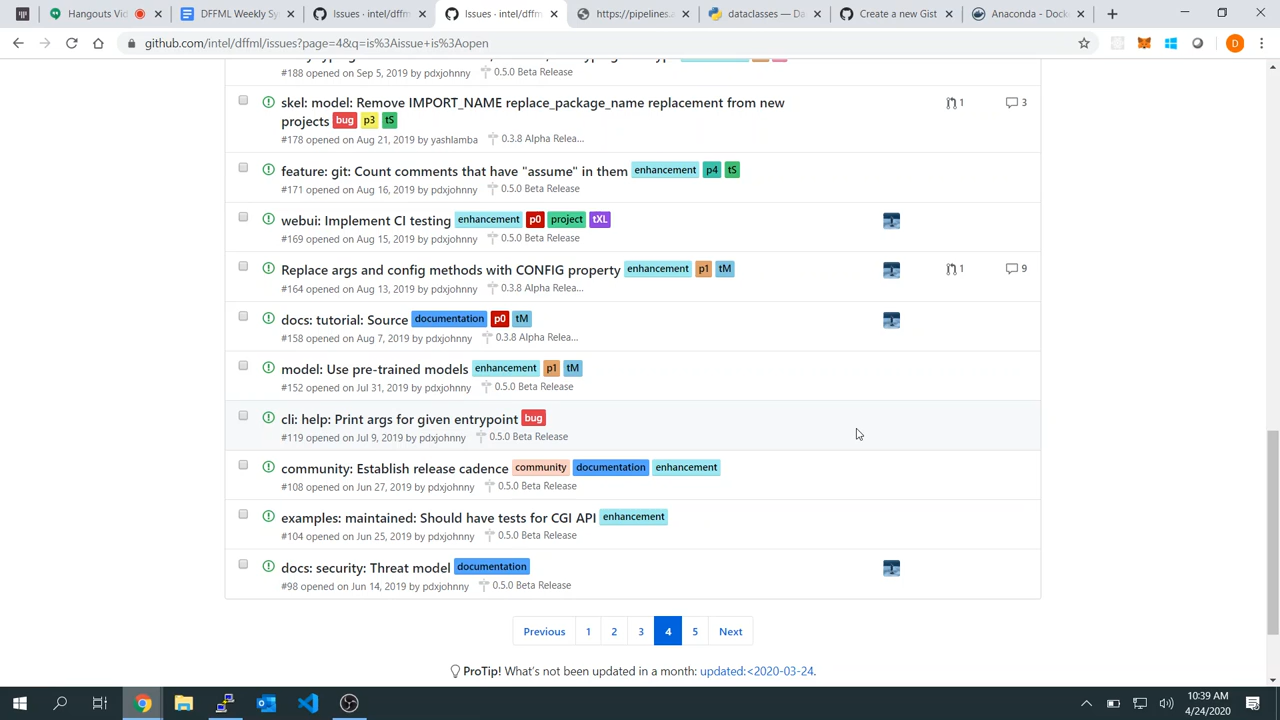 Hangouts Vid
DFFML Weekly Sy
Issues · intel/dffm
Issues · intel/dffm
https://pipelines.a
dataclasses — Dat
Create a new Gist
Anaconda - Dock
github.com/intel/dffml/issues?page=4&q=is%3Aissue+is%3Aopen
D
#188 opened on Sep 5, 2019 by pdxjohnny 0.5.0 Beta Release
skel: model: Remove IMPORT_NAME replace_package_name replacement from new
projects bug p3 tS
1 3
#178 opened on Aug 21, 2019 by yashlamba 0.3.8 Alpha Relea...
feature: git: Count comments that have "assume" in them enhancement p4 tS
#171 opened on Aug 16, 2019 by pdxjohnny 0.5.0 Beta Release
webui: Implement CI testing enhancement p0 project tXL
#169 opened on Aug 15, 2019 by pdxjohnny 0.5.0 Beta Release
Replace args and config methods with CONFIG property enhancement p1 tM 1 9
#164 opened on Aug 13, 2019 by pdxjohnny 0.3.8 Alpha Relea...
docs: tutorial: Source documentation p0 tM
#158 opened on Aug 7, 2019 by pdxjohnny 0.3.8 Alpha Relea...
model: Use pre-trained models enhancement p1 tM
#152 opened on Jul 31, 2019 by pdxjohnny 0.5.0 Beta Release
cli: help: Print args for given entrypoint bug
#119 opened on Jul 9, 2019 by pdxjohnny 0.5.0 Beta Release
community: Establish release cadence community documentation enhancement
#108 opened on Jun 27, 2019 by pdxjohnny 0.5.0 Beta Release
examples: maintained: Should have tests for CGI API enhancement
#104 opened on Jun 25, 2019 by pdxjohnny 0.5.0 Beta Release
docs: security: Threat model documentation
#98 opened on Jun 14, 2019 by pdxjohnny 0.5.0 Beta Release
Previous 1 2 3 4 5 Next
ProTip! What's not been updated in a month: updated:<2020-03-24.
10:39 AM
4/24/2020